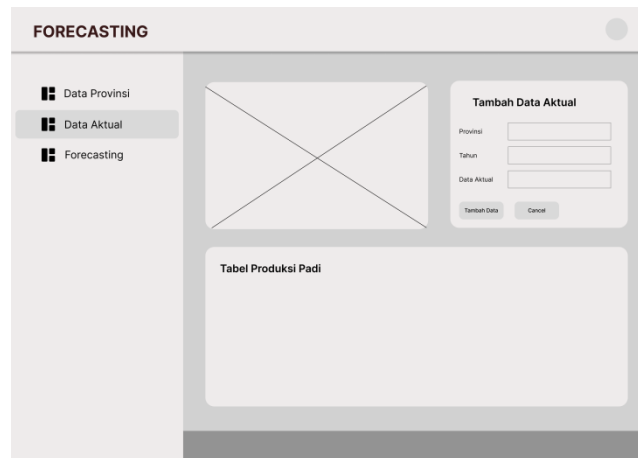 FORECASTING
Data Provinsi
Data Aktual
Forecasting
Tambah Data Aktual
Provinsi
Tahun
Data Aktual
Tambah Data
Cancel
Tabel Produksi Padi